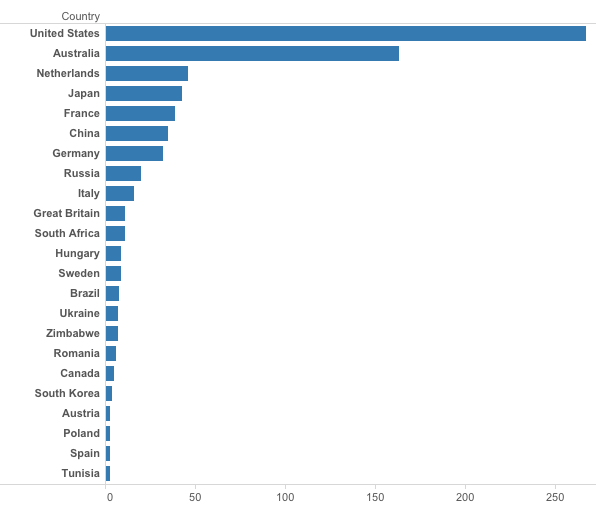 Country
United States
Australia
Netherlands
Japan
France
China
Germany
Russia
Italy
Great Britain
South Africa
Hungary
Sweden
Brazil
Ukraine
Zimbabwe
Romania
Canada
South Korea
Austria
Poland
Spain
Tunisia
0 50 100 150 200 250